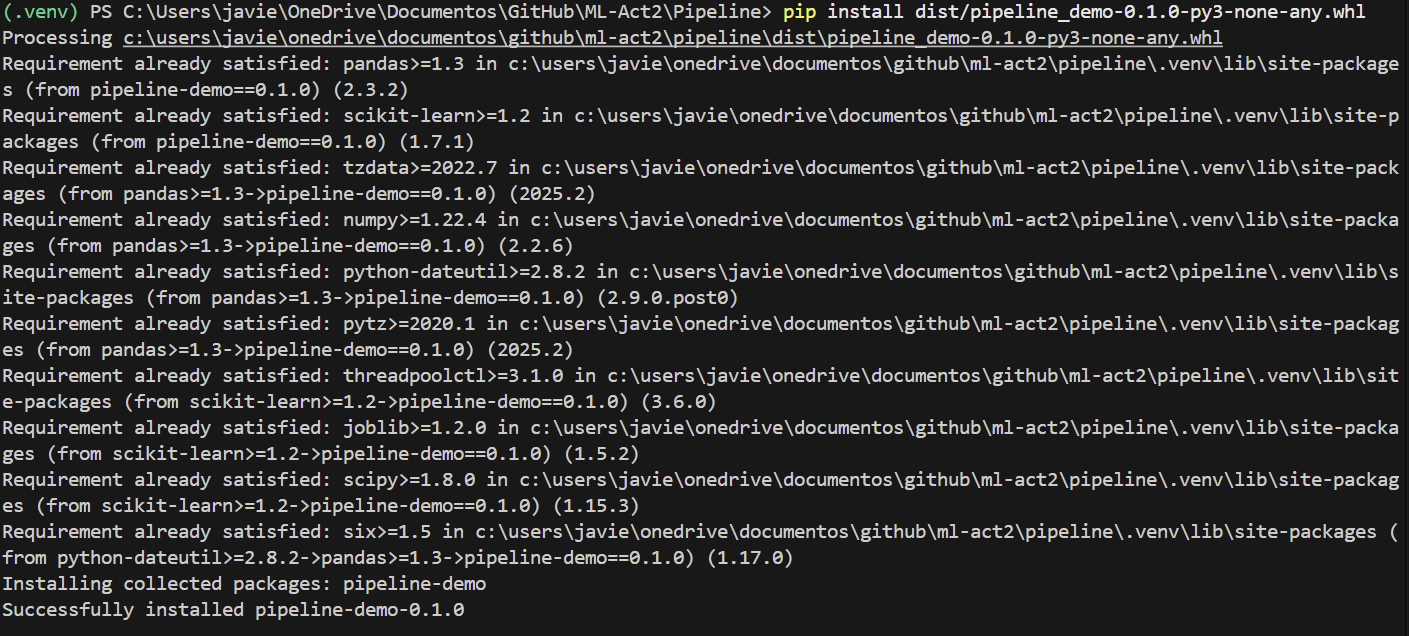 (.venv) PS C:\Users\javie\OneDrive\Documentos\GitHub\ML-Act2\Pipeline> pip install dist/pipeline_demo-0.1.0-py3-none-any.whl
Processing c:\users\javie\onedrive\documentos\github\ml-act2\pipeline\dist\pipeline_demo-0.1.0-py3-none-any.whl
Requirement already satisfied: pandas>=1.3 in c:\users\javie\onedrive\documentos\github\ml-act2\pipeline\.venv\lib\site-package
s (from pipeline-demo==0.1.0) (2.3.2)
Requirement already satisfied: scikit-learn>=1.2 in c:\users\javie\onedrive\documentos\github\ml-act2\pipeline\.venv\lib\site-p
ackages (from pipeline-demo==0.1.0) (1.7.1)
Requirement already satisfied: tzdata>=2022.7 in c:\users\javie\onedrive\documentos\github\ml-act2\pipeline\.venv\lib\site-pack
ages (from pandas>=1.3->pipeline-demo==0.1.0) (2025.2)
Requirement already satisfied: numpy>=1.22.4 in c:\users\javie\onedrive\documentos\github\ml-act2\pipeline\.venv\lib\site-packa
ges (from pandas>=1.3->pipeline-demo==0.1.0) (2.2.6)
Requirement already satisfied: python-dateutil>=2.8.2 in c:\users\javie\onedrive\documentos\github\ml-act2\pipeline\.venv\lib\s
ite-packages (from pandas>=1.3->pipeline-demo==0.1.0) (2.9.0.post0)
Requirement already satisfied: pytz>=2020.1 in c:\users\javie\onedrive\documentos\github\ml-act2\pipeline\.venv\lib\site-packag
es (from pandas>=1.3->pipeline-demo==0.1.0) (2025.2)
Requirement already satisfied: threadpoolctl>=3.1.0 in c:\users\javie\onedrive\documentos\github\ml-act2\pipeline\.venv\lib\sit
e-packages (from scikit-learn>=1.2->pipeline-demo==0.1.0) (3.6.0)
Requirement already satisfied: joblib>=1.2.0 in c:\users\javie\onedrive\documentos\github\ml-act2\pipeline\.venv\lib\site-packa
ges (from scikit-learn>=1.2->pipeline-demo==0.1.0) (1.5.2)
Requirement already satisfied: scipy>=1.8.0 in c:\users\javie\onedrive\documentos\github\ml-act2\pipeline\.venv\lib\site-packag
es (from scikit-learn>=1.2->pipeline-demo==0.1.0) (1.15.3)
Requirement already satisfied: six>=1.5 in c:\users\javie\onedrive\documentos\github\ml-act2\pipeline\.venv\lib\site-packages (
from python-dateutil>=2.8.2->pandas>=1.3->pipeline-demo==0.1.0) (1.17.0)
Installing collected packages: pipeline-demo
Successfully installed pipeline-demo-0.1.0